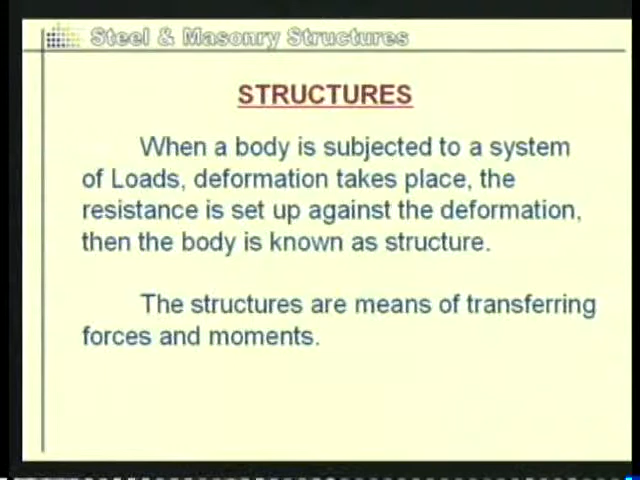 Steel & Masonry Structures
STRUCTURES
When a body is subjected to a system
of Loads, deformation takes place, the
resistance is set up against the deformation,
then the body is known as structure.
The structures are means of transferring
forces and moments.